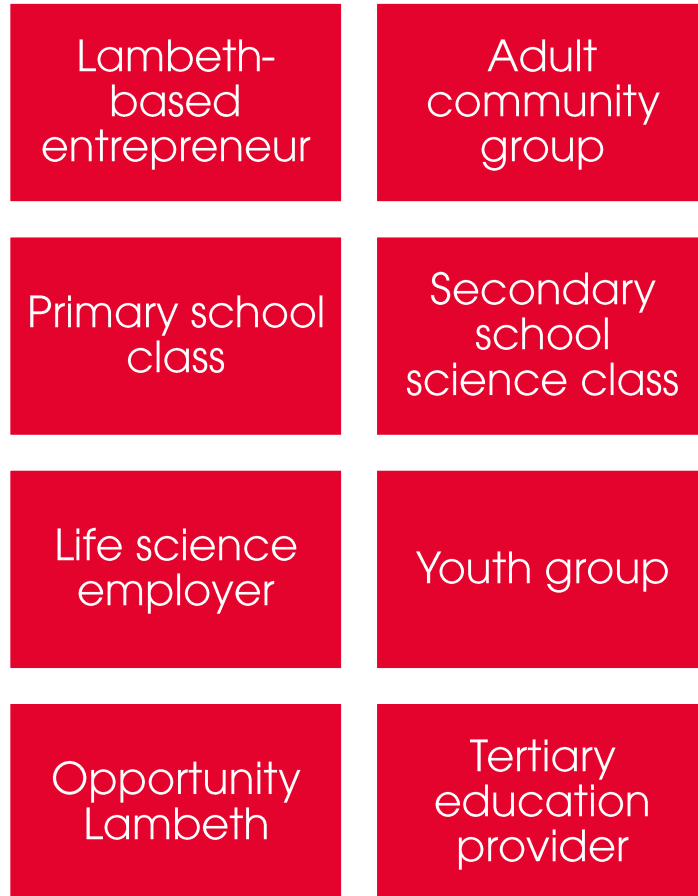 Lambeth-
based
entrepreneur
Adult
community
group
Primary school
class
Secondary
school
science class
Life science
employer
Youth group
Opportunity
Lambeth
Tertiary
education
provider